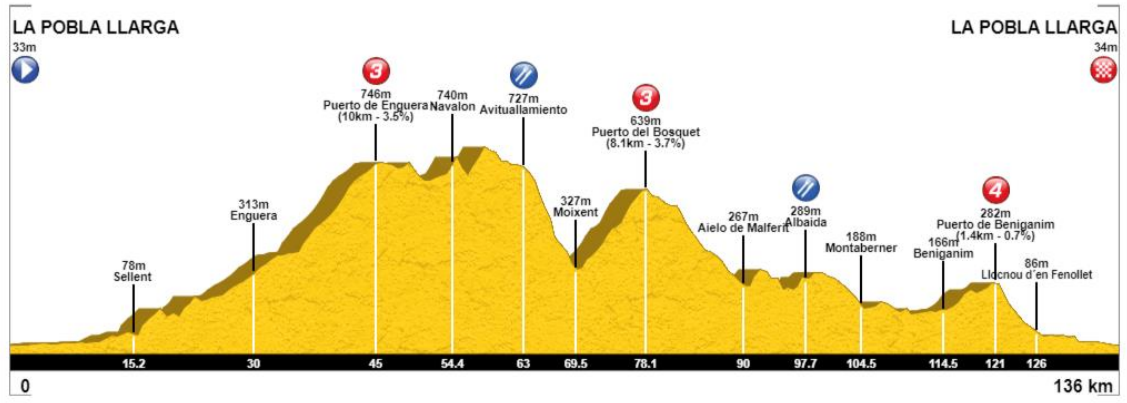 LA POBLA LLARGA
33m
LA POBLA LLARGA
34m
3
746m
Puerto de Enguera
(10km - 3.5%)
740m
Navalon
727m
Avituallamiento
3
639m
Puerto del Bosquet
(8.1km - 3.7%)
313m
Enguera
78m
Sellent
327m
Moixent
267m
Aielo de Malferit
289m
Albaida
188m
Montaberner
166m
Beniganim
4
282m
Puerto de Beniganim
(1.4km - 0.7%)
86m
Llocnou d´en Fenollet
15.2 30 45 54.4 63 69.5 78.1 90 97.7 104.5 114.5 121 126
0 136 km